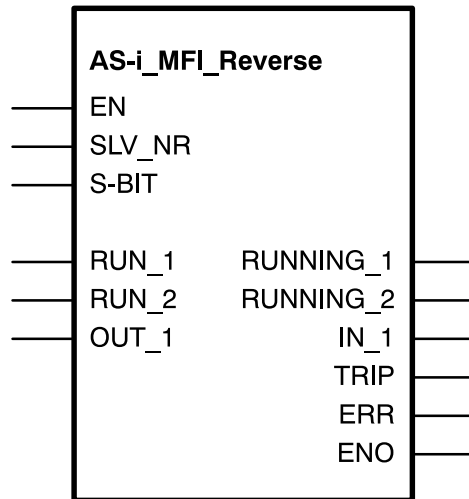 AS-i_MFI_Reverse
EN
SLV_NR
S-BIT
RUN_1 RUNNING_1
RUN_2 RUNNING_2
OUT_1 IN_1
TRIP
ERR
ENO